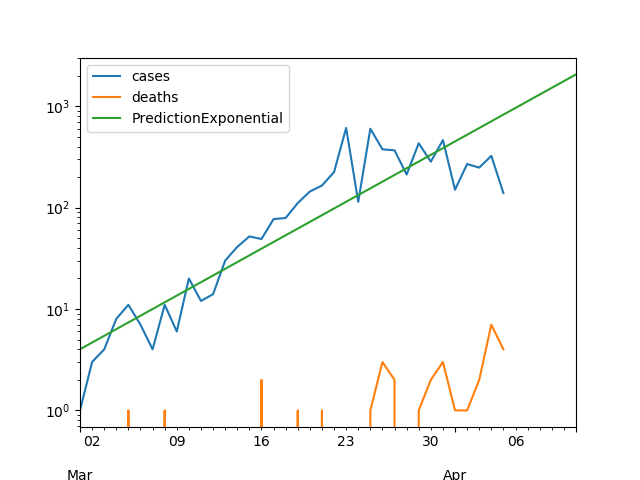 cases
deaths
PredictionExponential
10³
10²
10¹
10⁰
02 09 16 23 30 06
Mar Apr